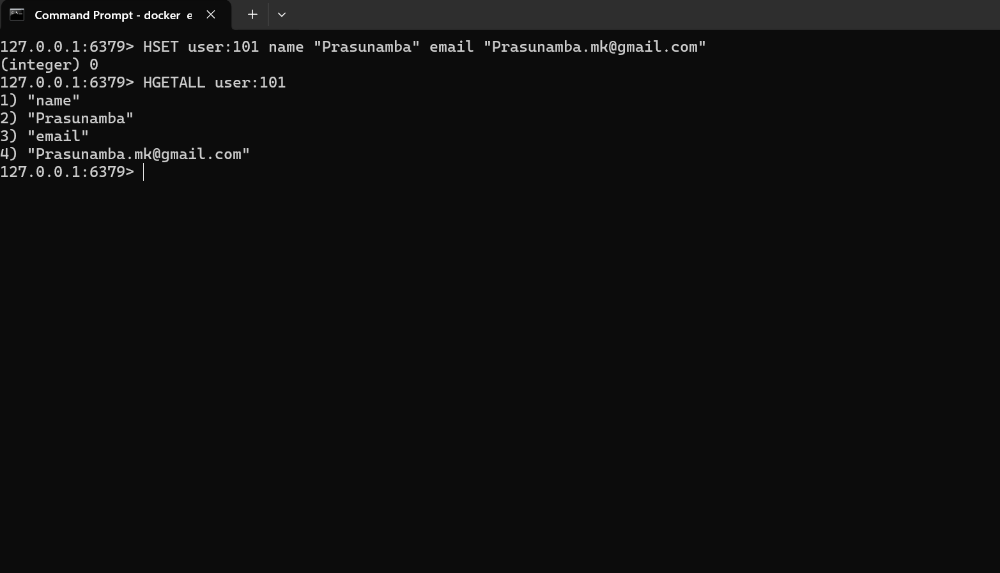 Command Prompt - docker  e
127.0.0.1:6379> HSET user:101 name "Prasunamba" email "Prasunamba.mk@gmail.com"
(integer) 0
127.0.0.1:6379> HGETALL user:101
1) "name"
2) "Prasunamba"
3) "email"
4) "Prasunamba.mk@gmail.com"
127.0.0.1:6379>